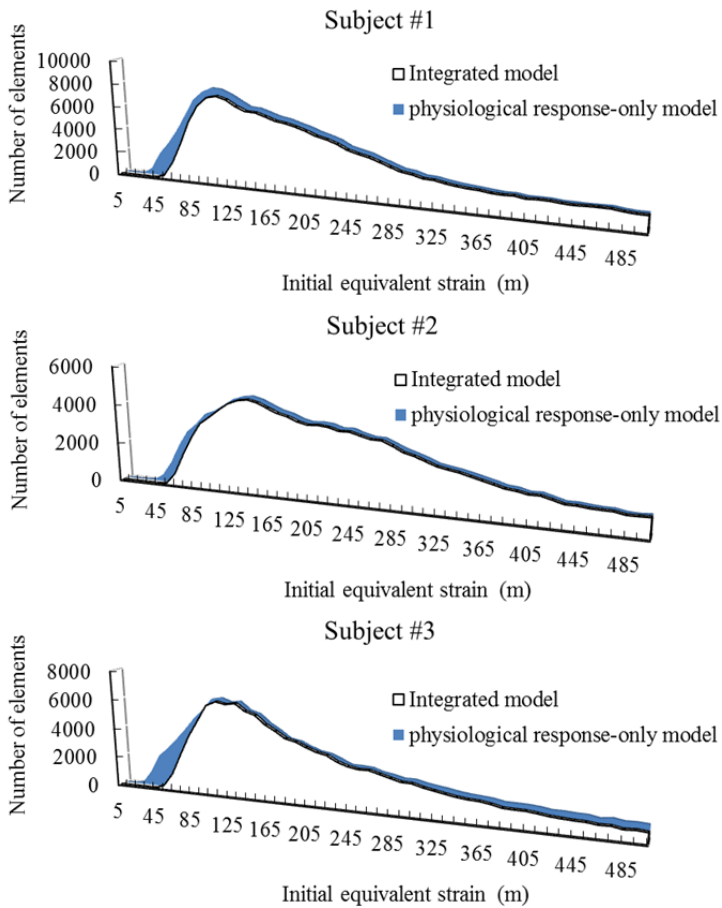 Subject #1
Number of elements
10000
8000
6000
4000
2000
0
Integrated model
physiological response-only model
5 45 85 125 165 205 245 285 325 365 405 445 485
Initial equivalent strain (m)
Subject #2
Number of elements
6000
4000
2000
0
Integrated model
physiological response-only model
5 45 85 125 165 205 245 285 325 365 405 445 485
Initial equivalent strain (m)
Subject #3
Number of elements
8000
6000
4000
2000
0
Integrated model
physiological response-only model
5 45 85 125 165 205 245 285 325 365 405 445 485
Initial equivalent strain (m)